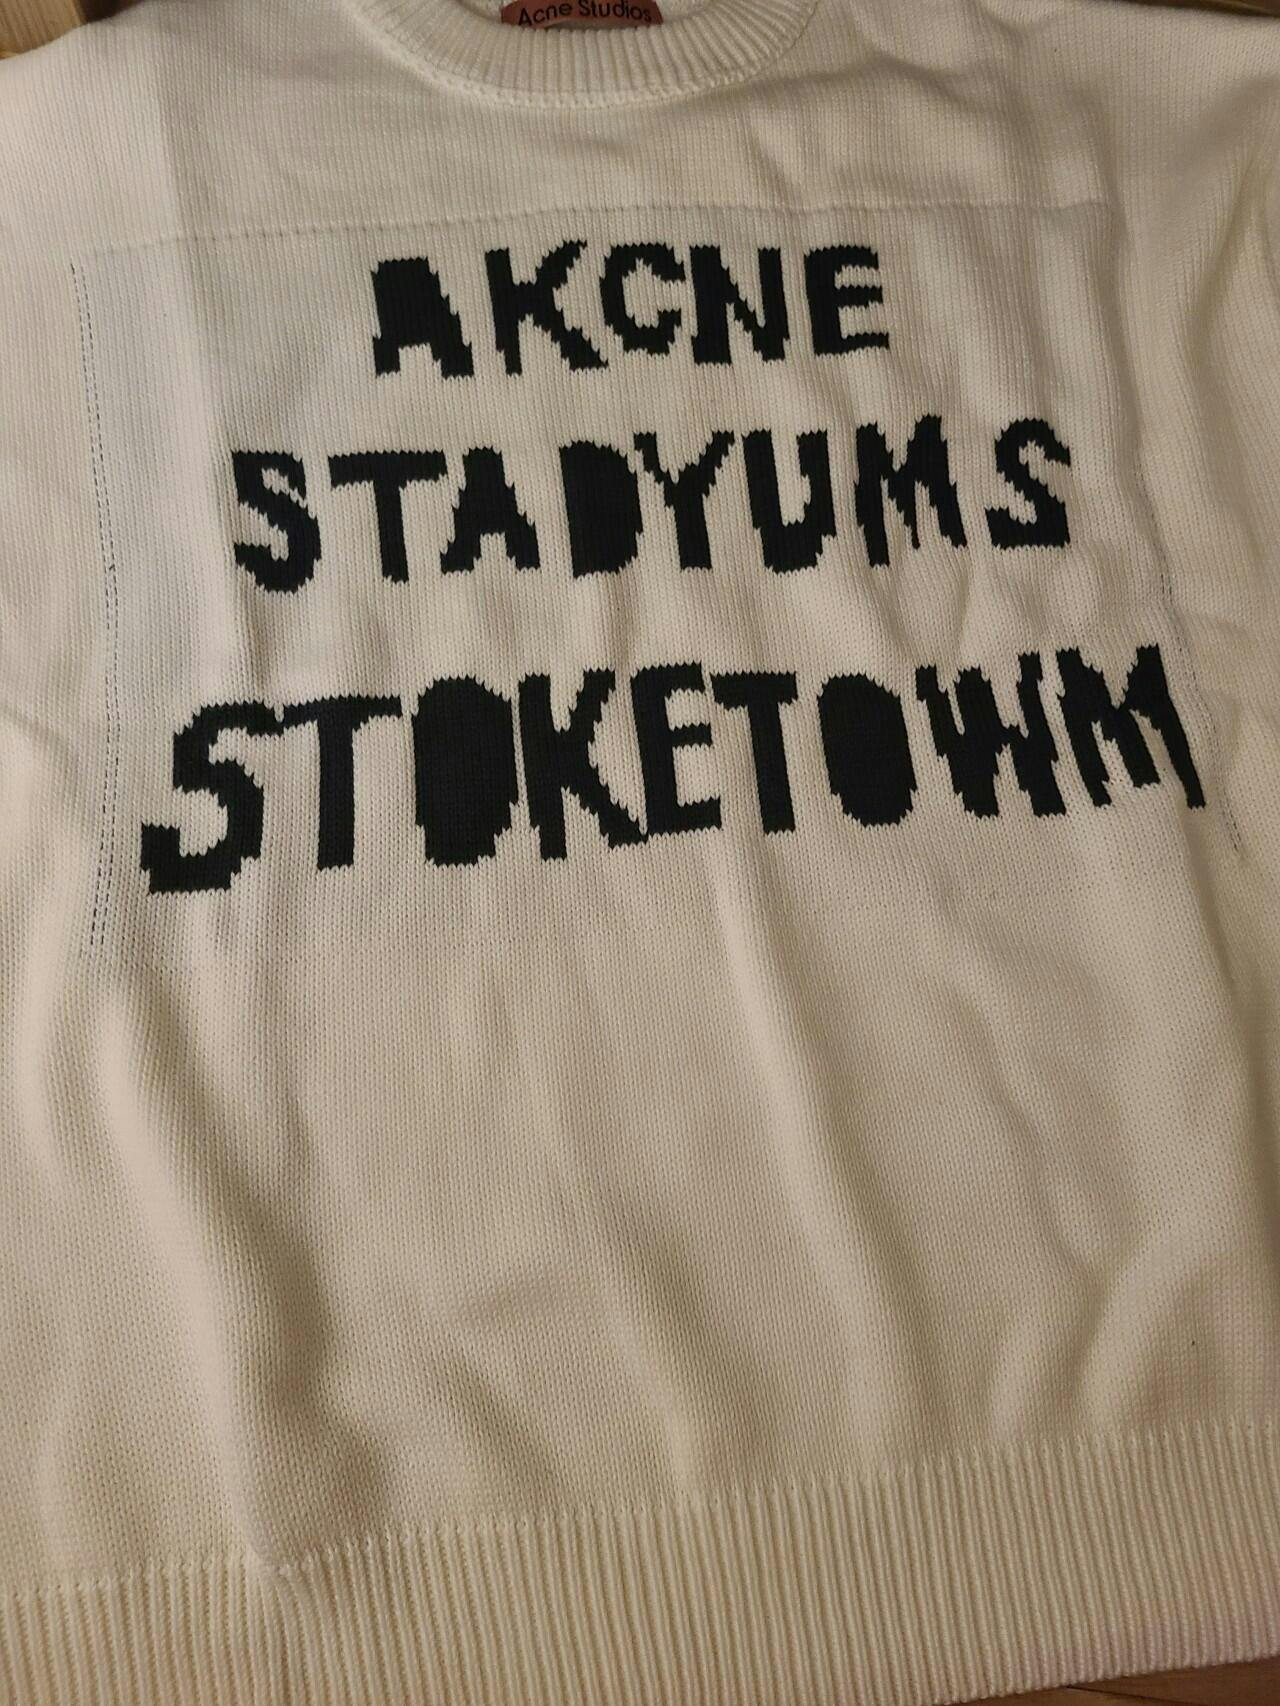 Acne Studios
AKCNE
STADYUMS
STOKETOWM